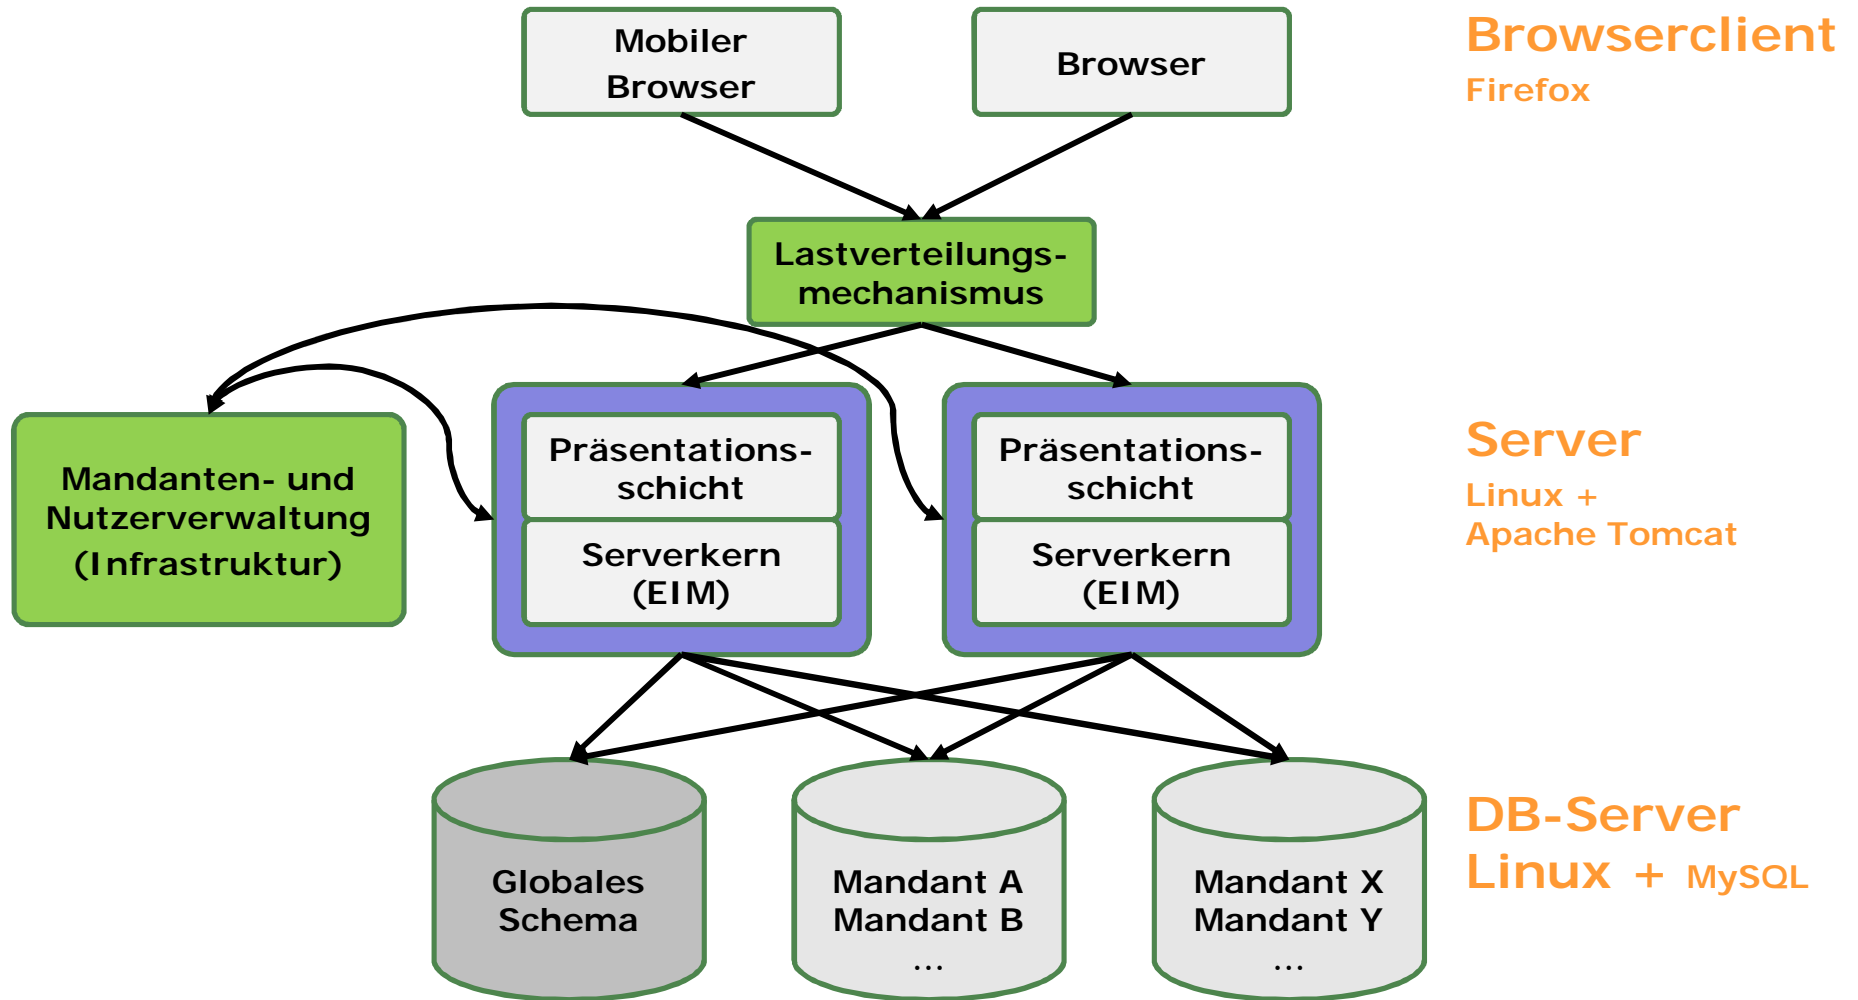 Mobiler
Browser
Browser
Browserclient
Firefox
Lastverteilungs-
mechanismus
Mandanten- und
Nutzerverwaltung
(Infrastruktur)
Präsentations-
schicht
Serverkern
(EIM)
Präsentations-
schicht
Serverkern
(EIM)
Server
Linux +
Apache Tomcat
Globales
Schema
Mandant A
Mandant B
...
Mandant X
Mandant Y
...
DB-Server
Linux + MySQL